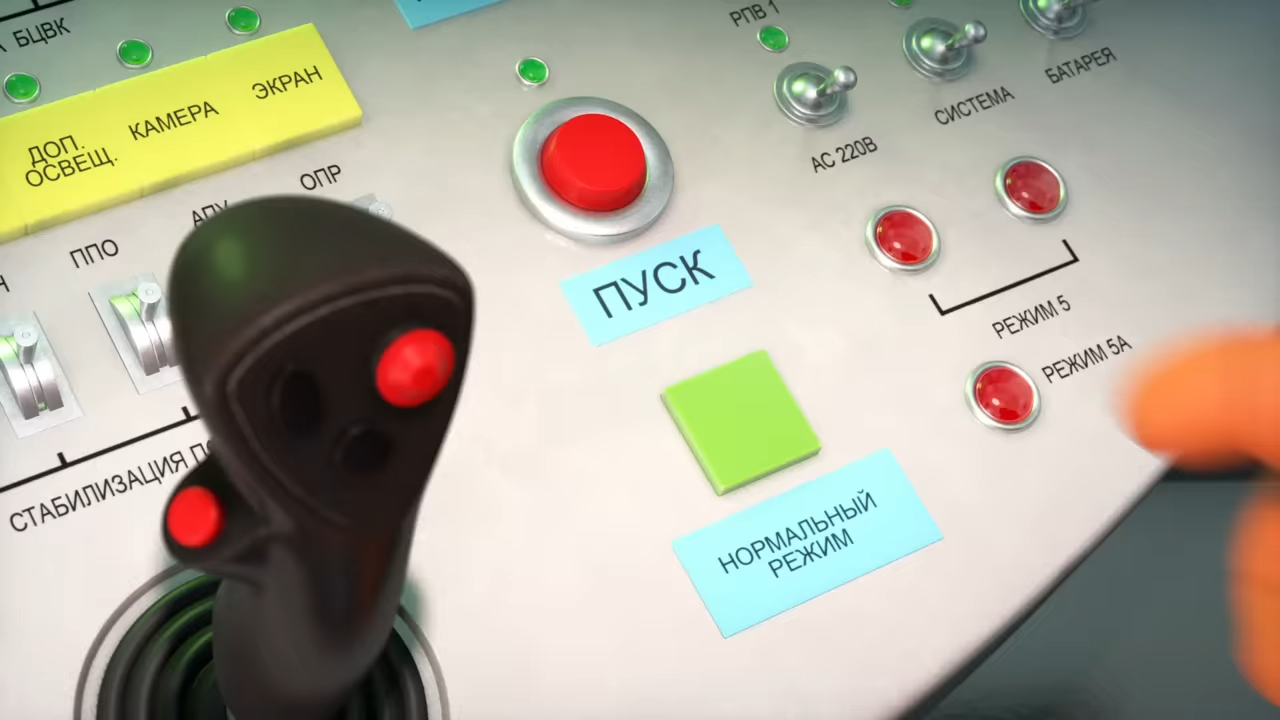 БЦВК
РПВ 1
ЭКРАН
КАМЕРА
ДОП.
ОСВЕЩ.
БАТАРЕЯ
СИСТЕМА
АС 220В
ОПР
АПУ
ППО
ПУСК
РЕЖИМ 5
РЕЖИМ 5А
СТАБИЛИЗАЦИЯ
НОРМАЛЬНЫЙ
РЕЖИМ